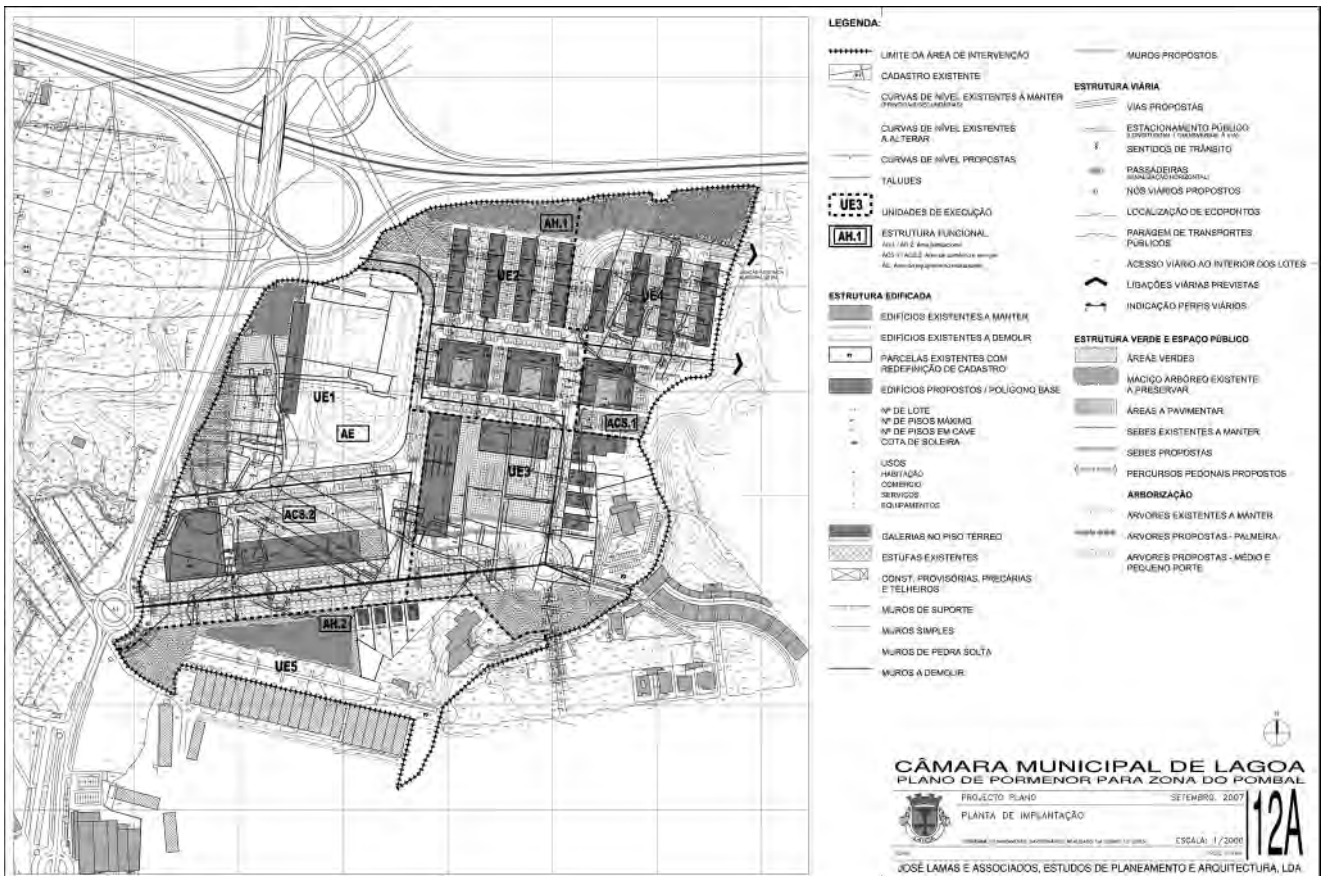 AH.1
UE2
UE4
UE1
AE
ACS.1
UE3
ACS.2
AH.2
UE5
LEGENDA:
LIMITE DA ÁREA DE INTERVENÇÃO
CADASTRO EXISTENTE
CURVAS DE NÍVEL EXISTENTES A MANTER
CURVAS DE NÍVEL EXISTENTES
A ALTERAR
CURVAS DE NÍVEL PROPOSTAS
TALUDES
UE3
UNIDADES DE EXECUÇÃO
AH.1
ESTRUTURA FUNCIONAL
ESTRUTURA EDIFICADA
EDIFÍCIOS EXISTENTES A MANTER
EDIFÍCIOS EXISTENTES A DEMOLIR
PARCELAS EXISTENTES COM
REDEFINIÇÃO DE CADASTRO
EDIFÍCIOS PROPOSTOS / POLÍGONO BASE
Nº DE LOTE
Nº DE PISOS MÁXIMO
Nº DE PISOS EM CAVE
COTA DE SOLEIRA
USOS
HABITAÇÃO
COMÉRCIO
SERVIÇOS
EQUIPAMENTOS
GALERIAS NO PISO TÉRREO
ESTUFAS EXISTENTES
CONST. PROVISÓRIAS, PRECÁRIAS
E TELHEIROS
MUROS DE SUPORTE
MUROS SIMPLES
MUROS DE PEDRA SOLTA
MUROS A DEMOLIR
MUROS PROPOSTOS
ESTRUTURA VIÁRIA
VIAS PROPOSTAS
ESTACIONAMENTO PÚBLICO
SENTIDOS DE TRÂNSITO
PASSADEIRAS
NÓS VIÁRIOS PROPOSTOS
LOCALIZAÇÃO DE ECOPONTOS
PARAGEM DE TRANSPORTES
PÚBLICOS
ACESSO VIÁRIO AO INTERIOR DOS LOTES
LIGAÇÕES VIÁRIAS PREVISTAS
INDICAÇÃO PERFIS VIÁRIOS
ESTRUTURA VERDE E ESPAÇO PÚBLICO
ÁREAS VERDES
MACIÇO ARBÓREO EXISTENTE
A PRESERVAR
ÁREAS A PAVIMENTAR
SEBES EXISTENTES A MANTER
SEBES PROPOSTAS
PERCURSOS PEDONAIS PROPOSTOS
ARBORIZAÇÃO
ÁRVORES EXISTENTES A MANTER
ÁRVORES PROPOSTAS - PALMEIRA
ÁRVORES PROPOSTAS - MÉDIO E
PEQUENO PORTE
N
CÂMARA MUNICIPAL DE LAGOA
PLANO DE PORMENOR PARA ZONA DO POMBAL
PROJECTO PLANO
SETEMBRO, 2007
PLANTA DE IMPLANTAÇÃO
ESCALA: 1/2000
12A
JOSÉ LAMAS E ASSOCIADOS, ESTUDOS DE PLANEAMENTO E ARQUITECTURA, LDA